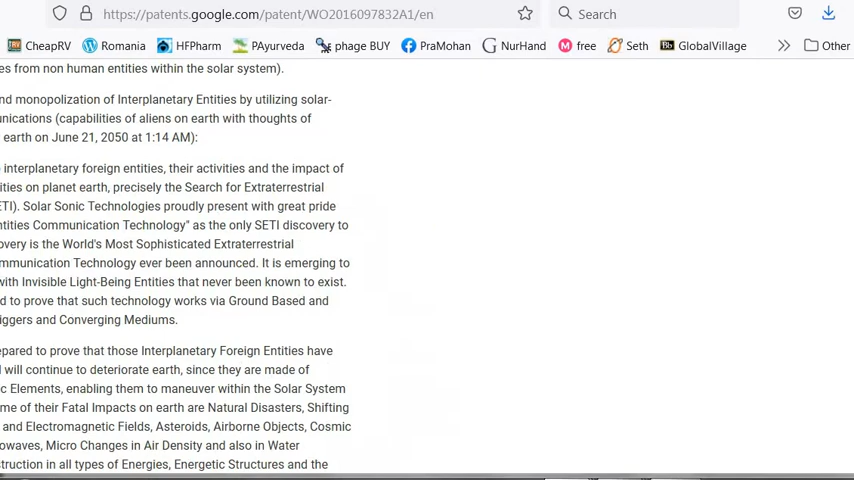 https://patents.google.com/patent/WO2016097832A1/en
Search
CheapRV Romania HFPharm PAyurveda phage BUY PraMohan NurHand free Seth GlobalVillage Other
es from non human entities within the solar system).
nd monopolization of Interplanetary Entities by utilizing solar-
unications (capabilities of aliens on earth with thoughts of
earth on June 21, 2050 at 1:14 AM):
interplanetary foreign entities, their activities and the impact of
ities on planet earth, precisely the Search for Extraterrestrial
ETI). Solar Sonic Technologies proudly present with great pride
ntities Communication Technology" as the only SETI discovery to
overy is the World's Most Sophisticated Extraterrestrial
mmunication Technology ever been announced. It is emerging to
with Invisible Light-Being Entities that never been known to exist.
d to prove that such technology works via Ground Based and
iggers and Converging Mediums.
epared to prove that those Interplanetary Foreign Entities have
l will continue to deteriorate earth, since they are made of
c Elements, enabling them to maneuver within the Solar System
me of their Fatal Impacts on earth are Natural Disasters, Shifting
and Electromagnetic Fields, Asteroids, Airborne Objects, Cosmic
owaves, Micro Changes in Air Density and also in Water
struction in all types of Energies, Energetic Structures and the